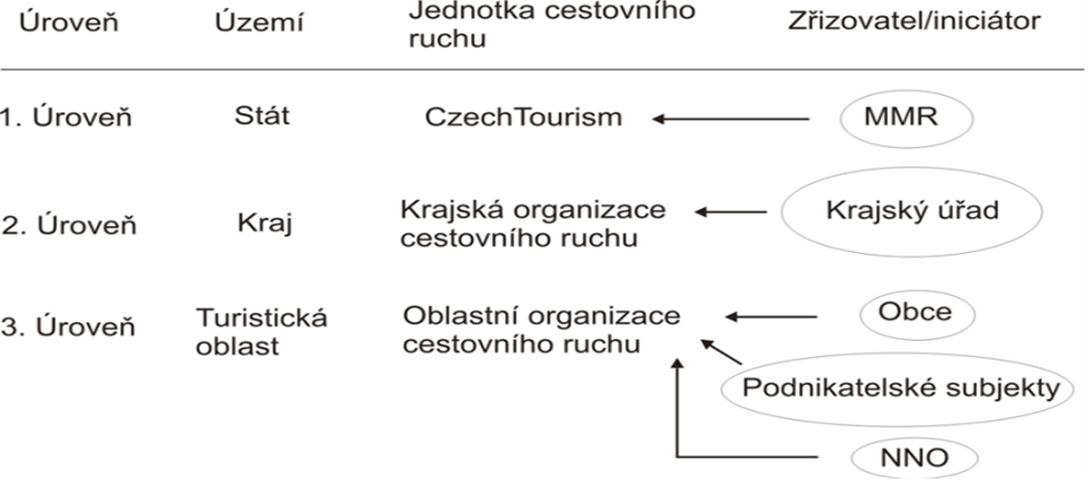 Úroveň Území Jednotka cestovního ruchu Zřizovatel/iniciátor
1. Úroveň Stát CzechTourism MMR
2. Úroveň Kraj Krajská organizace cestovního ruchu Krajský úřad
3. Úroveň Turistická oblast Oblastní organizace cestovního ruchu Obce
Podnikatelské subjekty
NNO